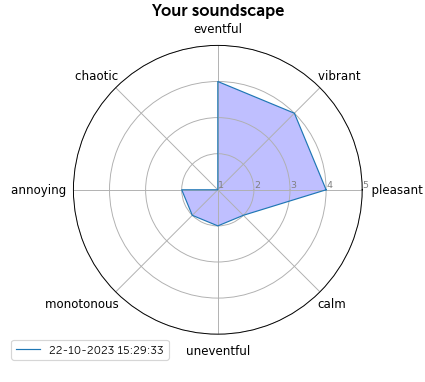 Your soundscape
eventful
chaotic
vibrant
annoying
1
2
3
4
5
pleasant
monotonous
calm
uneventful
22-10-2023 15:29:33